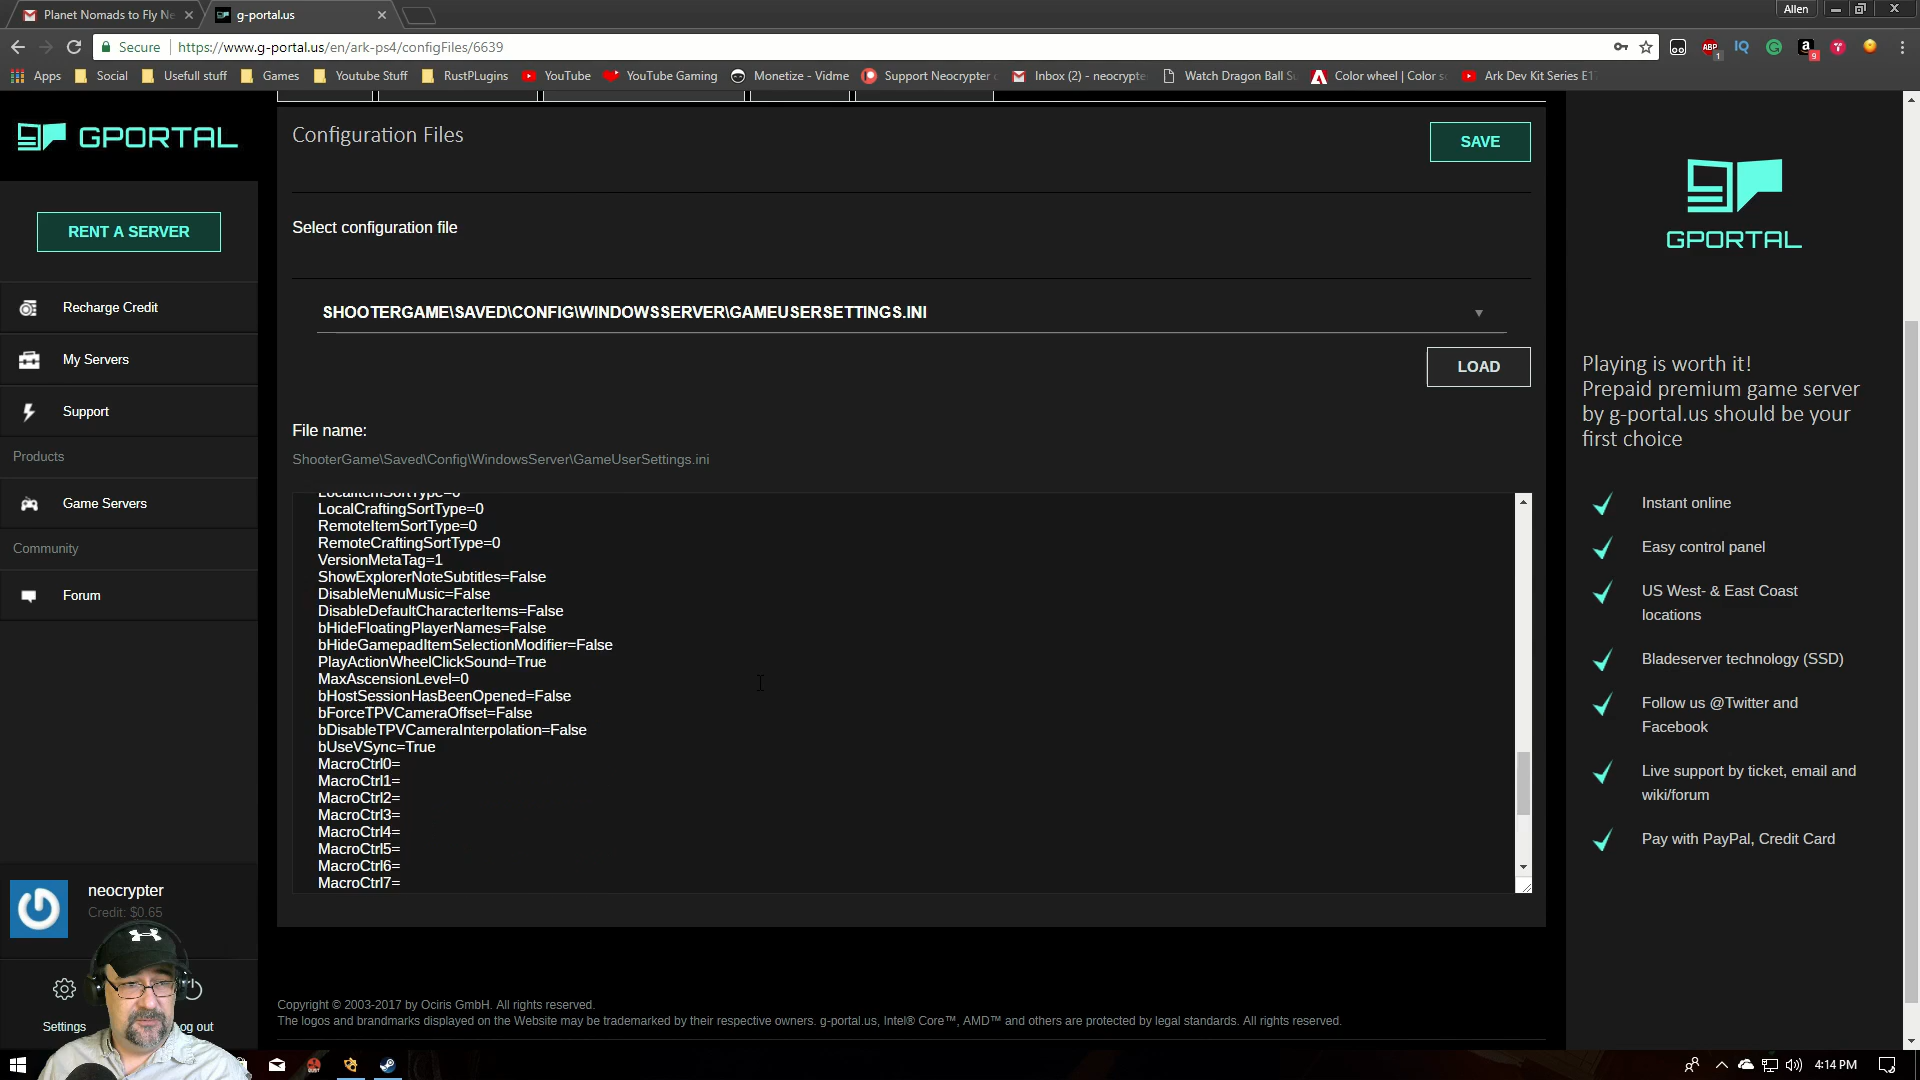 Planet Nomads to Fly Ne
g-portal.us
Allen
Secure https://www.g-portal.us/en/ark-ps4/configFiles/6639
Apps Social Usefull stuff Games Youtube Stuff RustPlugins YouTube YouTube Gaming Monetize - Vidme Support Neocrypter Inbox (2) - neocrypte Watch Dragon Ball Su Color wheel | Color s Ark Dev Kit Series E1
GPORTAL
RENT A SERVER
Recharge Credit
My Servers
Support
Products
Game Servers
Community
Forum
neocrypter
Credit: $0.65
Settings
og out
Configuration Files
SAVE
Select configuration file
SHOOTERGAME\SAVED\CONFIG\WINDOWSSERVER\GAMEUSERSETTINGS.INI
LOAD
File name:
ShooterGame\Saved\Config\WindowsServer\GameUserSettings.ini
LocalItemSortType=0
LocalCraftingSortType=0
RemoteItemSortType=0
RemoteCraftingSortType=0
VersionMetaTag=1
ShowExplorerNoteSubtitles=False
DisableMenuMusic=False
DisableDefaultCharacterItems=False
bHideFloatingPlayerNames=False
bHideGamepadItemSelectionModifier=False
PlayActionWheelClickSound=True
MaxAscensionLevel=0
bHostSessionHasBeenOpened=False
bForceTPVCameraOffset=False
bDisableTPVCameraInterpolation=False
bUseVSync=True
MacroCtrl0=
MacroCtrl1=
MacroCtrl2=
MacroCtrl3=
MacroCtrl4=
MacroCtrl5=
MacroCtrl6=
MacroCtrl7=
Copyright © 2003-2017 by Ociris GmbH. All rights reserved.
The logos and brandmarks displayed on the Website may be trademarked by their respective owners. g-portal.us, Intel® Core™, AMD™ and others are protected by legal standards. All rights reserved.
GPORTAL
Playing is worth it!
Prepaid premium game server
by g-portal.us should be your
first choice
Instant online
Easy control panel
US West- & East Coast
locations
Bladeserver technology (SSD)
Follow us @Twitter and
Facebook
Live support by ticket, email and
wiki/forum
Pay with PayPal, Credit Card
4:14 PM